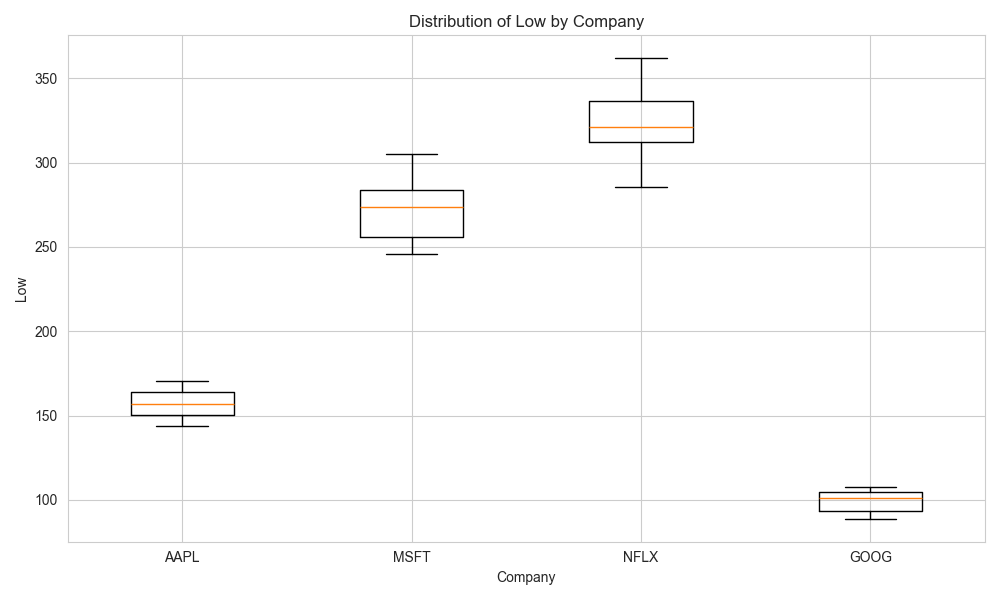 Distribution of Low by Company
350
300
250
200
150
100
Low
AAPL
MSFT
NFLX
GOOG
Company